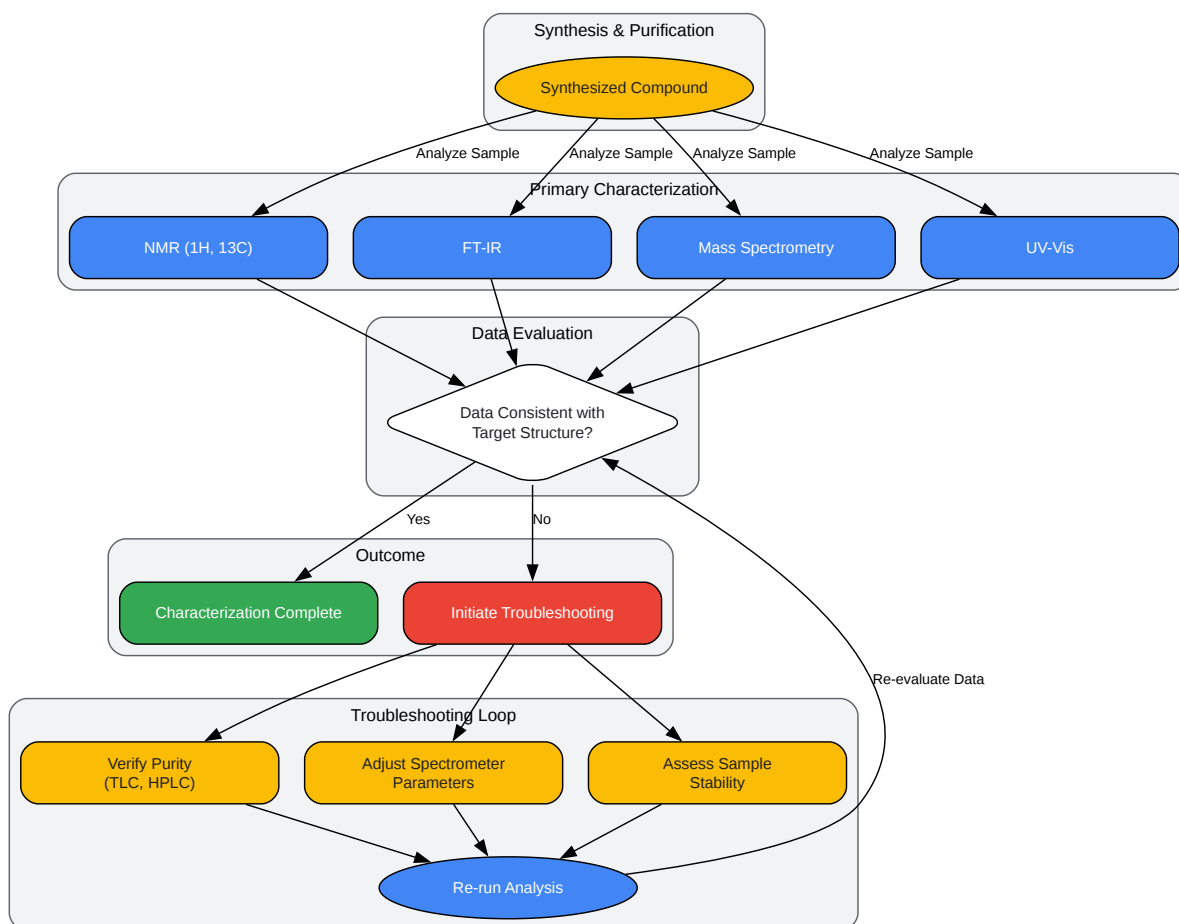 Synthesis & Purification
Synthesized Compound
Analyze Sample
Analyze Sample
Analyze Sample
Analyze Sample
Primary Characterization
NMR (1H, 13C)
FT-IR
Mass Spectrometry
UV-Vis
Data Evaluation
Data Consistent with
Target Structure?
Yes
No
Outcome
Characterization Complete
Initiate Troubleshooting
Re-evaluate Data
Troubleshooting Loop
Verify Purity
(TLC, HPLC)
Adjust Spectrometer
Parameters
Assess Sample
Stability
Re-run Analysis